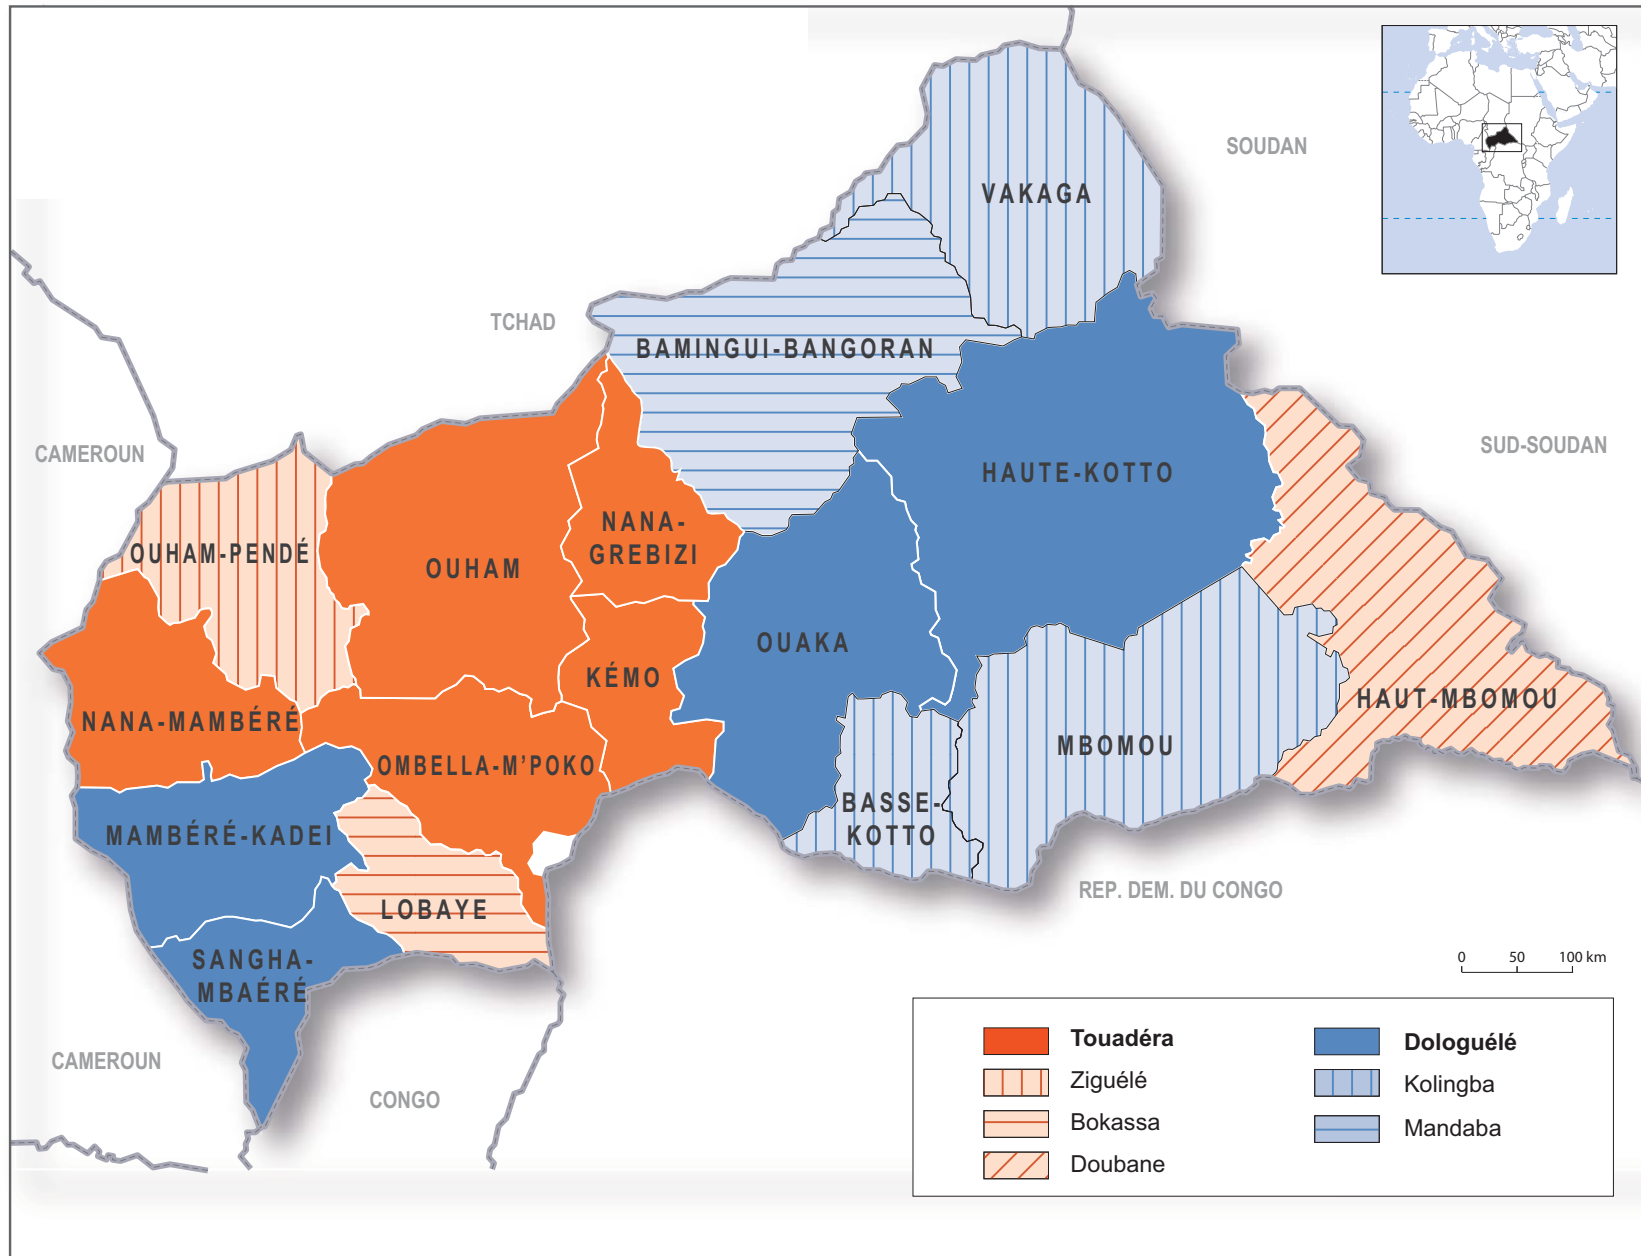 SOUDAN
VAKAGA
TCHAD
BAMINGUI-BANGORAN
CAMEROUN
SUD-SOUDAN
HAUTE-KOTTO
NANA-
GREBIZI
OUHAM-PENDÉ
OUHAM
OUAKA
KÉMO
HAUT-MBOMOU
NANA-MAMBÉRÉ
MBOMOU
OMBELLA-M’POKO
BASSE-
KOTTO
MAMBÉRÉ-KADEI
REP. DEM. DU CONGO
LOBAYE
SANGHA-
MBAÉRÉ
0 50 100 km
CAMEROUN
CONGO
Touadéra
Ziguélé
Bokassa
Doubane
Dologuélé
Kolingba
Mandaba